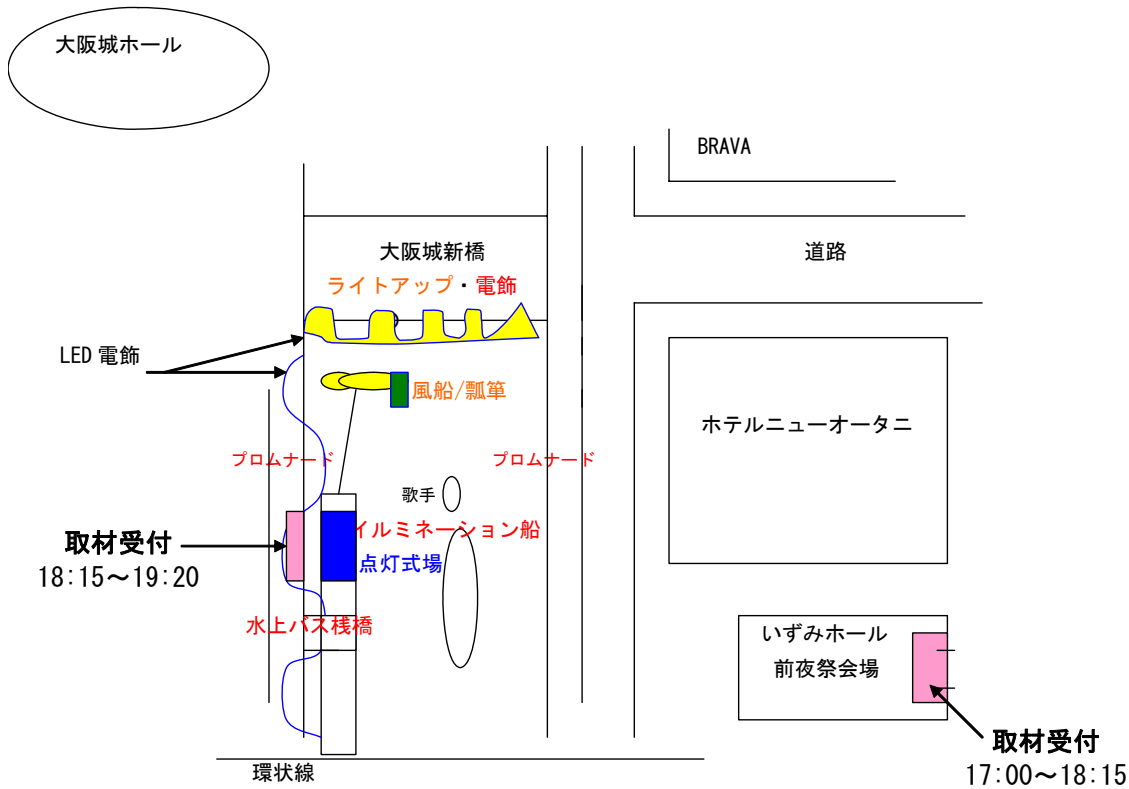 大阪城ホール
BRAVA
大阪城新橋
道路
ライトアップ・電飾
LED 電飾
風船/瓢箪
ホテルニューオータニ
プロムナード
プロムナード
歌手
イルミネーション船
取材受付
18:15～19:20
点灯式場
水上バス桟橋
いずみホール
前夜祭会場
取材受付
17:00～18:15
環状線